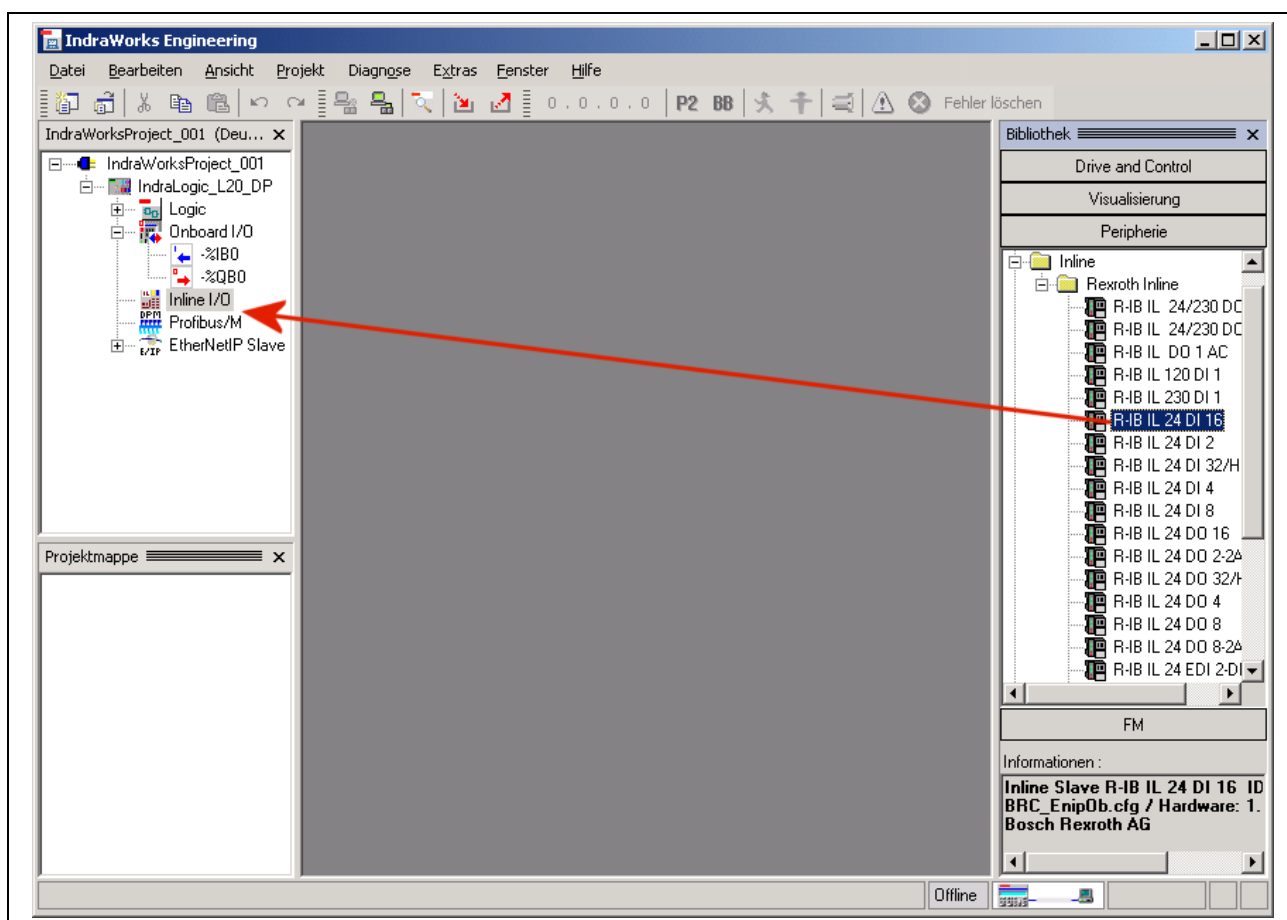 IndraWorks Engineering
Datei Bearbeiten Ansicht Projekt Diagnose Extras Fenster Hilfe
0 . 0 . 0 . 0 P2 BB Fehler löschen
IndraWorksProject_001 (Deu...
IndraWorksProject_001
IndraLogic_L20_DP
Logic
Onboard I/O
-%IB0
-%QB0
Inline I/O
DPM
Profibus/M
E/IP
EtherNetIP Slave
Projektmappe
Bibliothek
Drive and Control
Visualisierung
Peripherie
Inline
Rexroth Inline
R-IB IL 24/230 DO
R-IB IL 24/230 DO
R-IB IL DO 1 AC
R-IB IL 120 DI 1
R-IB IL 230 DI 1
R-IB IL 24 DI 16
R-IB IL 24 DI 2
R-IB IL 24 DI 32/H
R-IB IL 24 DI 4
R-IB IL 24 DI 8
R-IB IL 24 DO 16
R-IB IL 24 DO 2-2A
R-IB IL 24 DO 32/H
R-IB IL 24 DO 4
R-IB IL 24 DO 8
R-IB IL 24 DO 8-2A
R-IB IL 24 EDI 2-DI
FM
Informationen :
Inline Slave R-IB IL 24 DI 16 ID
BRC_EnipOb.cfg / Hardware: 1.
Bosch Rexroth AG
Offline